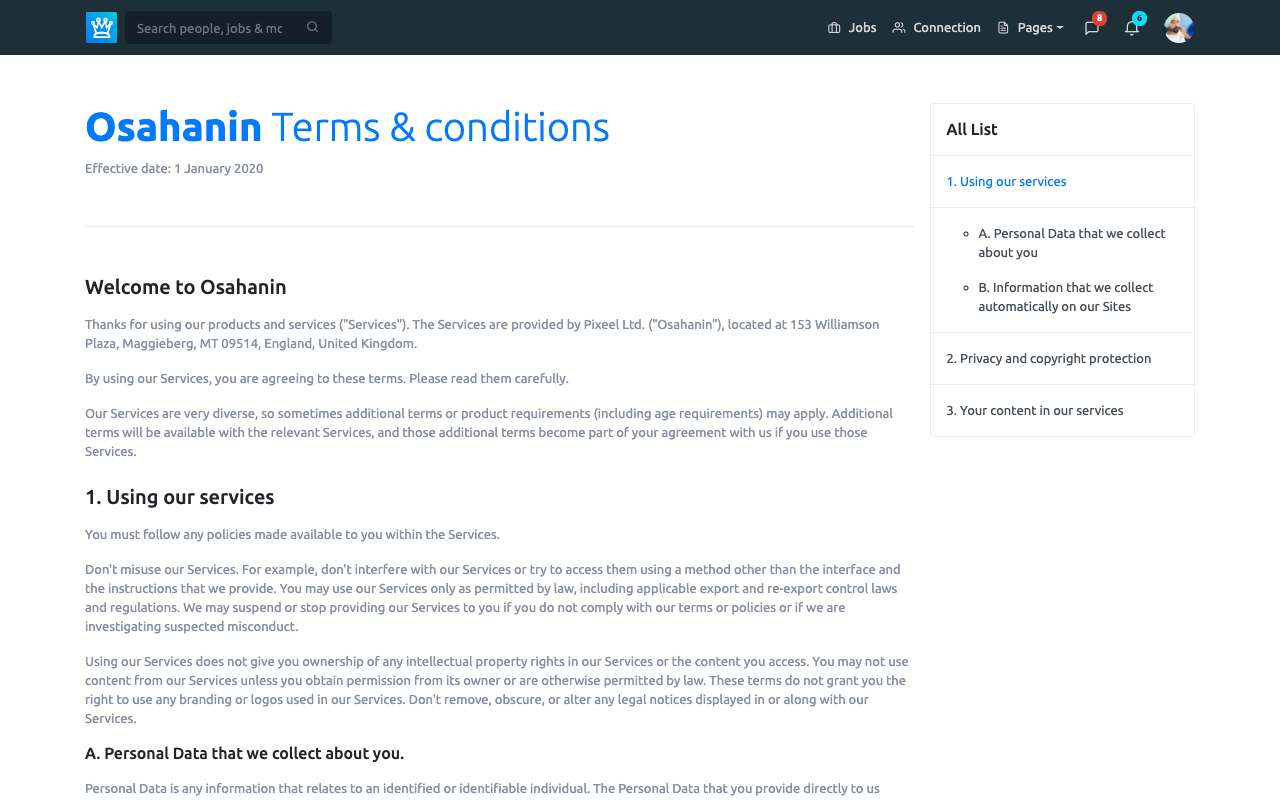 Search people, jobs & mc
Jobs
Connection
Pages
8
6
Osahanin Terms & conditions
Effective date: 1 January 2020
Welcome to Osahanin
Thanks for using our products and services ("Services"). The Services are provided by Pixeel Ltd. ("Osahanin"), located at 153 Williamson
Plaza, Maggieberg, MT 09514, England, United Kingdom.
By using our Services, you are agreeing to these terms. Please read them carefully.
Our Services are very diverse, so sometimes additional terms or product requirements (including age requirements) may apply. Additional
terms will be available with the relevant Services, and those additional terms become part of your agreement with us if you use those
Services.
1. Using our services
You must follow any policies made available to you within the Services.
Don't misuse our Services. For example, don't interfere with our Services or try to access them using a method other than the interface and
the instructions that we provide. You may use our Services only as permitted by law, including applicable export and re-export control laws
and regulations. We may suspend or stop providing our Services to you if you do not comply with our terms or policies or if we are
investigating suspected misconduct.
Using our Services does not give you ownership of any intellectual property rights in our Services or the content you access. You may not use
content from our Services unless you obtain permission from its owner or are otherwise permitted by law. These terms do not grant you the
right to use any branding or logos used in our Services. Don't remove, obscure, or alter any legal notices displayed in or along with our
Services.
A. Personal Data that we collect about you.
Personal Data is any information that relates to an identified or identifiable individual. The Personal Data that you provide directly to us
All List
1. Using our services
A. Personal Data that we collect
about you
B. Information that we collect
automatically on our Sites
2. Privacy and copyright protection
3. Your content in our services